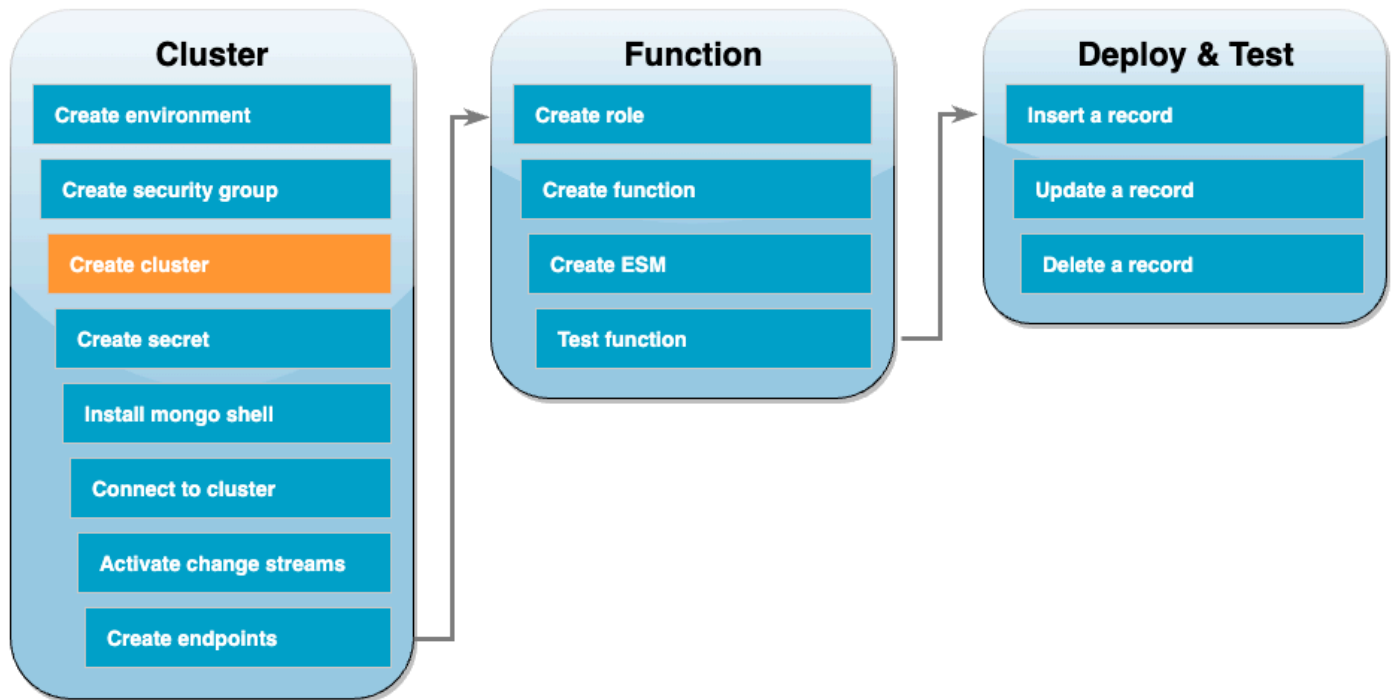 Cluster
Create environment
Create security group
Create cluster
Create secret
Install mongo shell
Connect to cluster
Activate change streams
Create endpoints
Function
Create role
Create function
Create ESM
Test function
Deploy & Test
Insert a record
Update a record
Delete a record